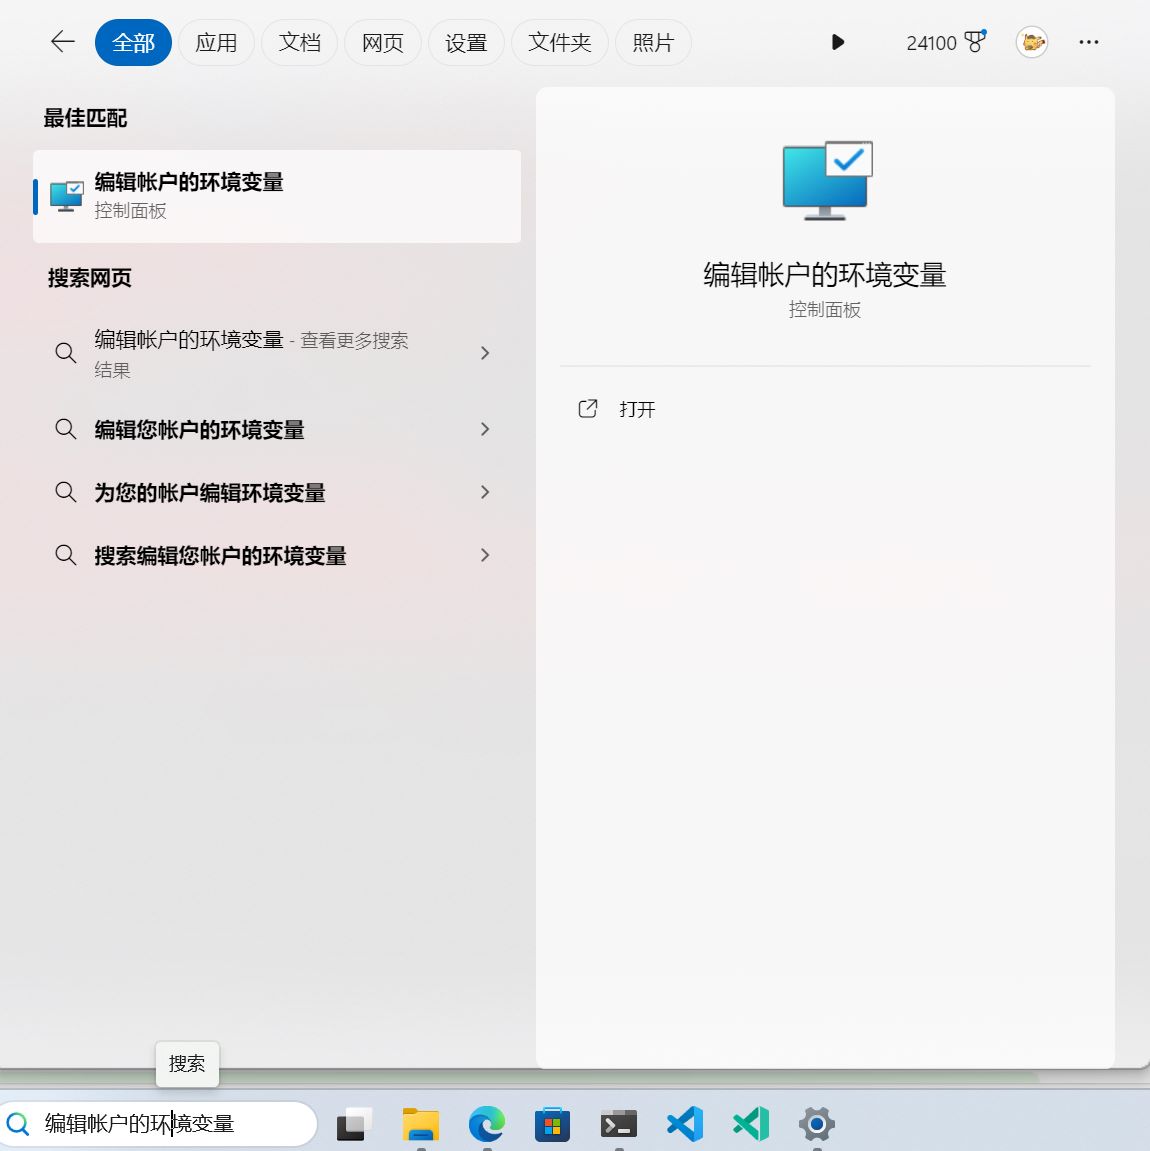 全部 应用 文档 网页 设置 文件夹 照片 24100
最佳匹配
编辑帐户的环境变量
控制面板
搜索网页
编辑帐户的环境变量 - 查看更多搜索
结果
编辑您帐户的环境变量
为您的帐户编辑环境变量
搜索编辑您帐户的环境变量
编辑帐户的环境变量
控制面板
打开
搜索
编辑帐户的环境变量